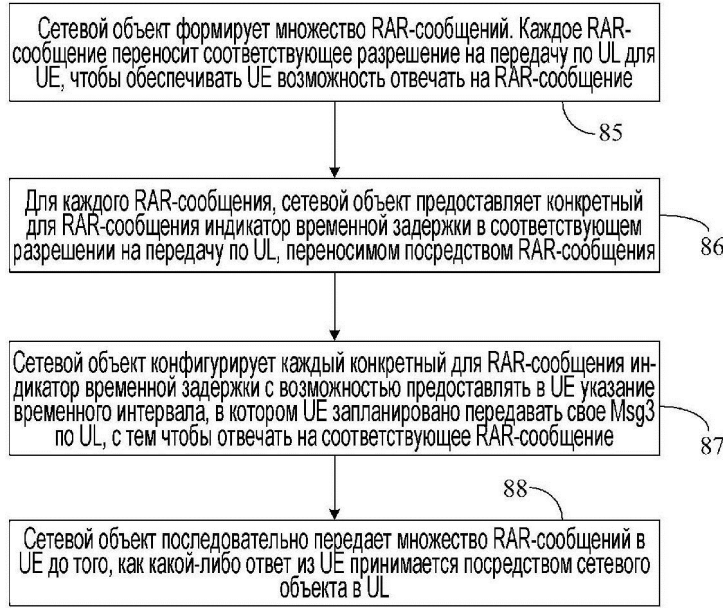 Сетевой объект формирует множество RAR-сообщений. Каждое RAR-
сообщение переносит соответствующее разрешение на передачу по UL для
UE, чтобы обеспечивать UE возможность отвечать на RAR-сообщение
85
Для каждого RAR-сообщения, сетевой объект предоставляет конкретный
для RAR-сообщения индикатор временной задержки в соответствующем
разрешении на передачу по UL, переносимом посредством RAR-сообщения
86
Сетевой объект конфигурирует каждый конкретный для RAR-сообщения ин-
дикатор временной задержки с возможностью предоставлять в UE указание
временного интервала, в котором UE запланировано передавать свое Msg3
по UL, с тем чтобы отвечать на соответствующее RAR-сообщение
87
88
Сетевой объект последовательно передает множество RAR-сообщений в
UE до того, как какой-либо ответ из UE принимается посредством сетевого
объекта в UL